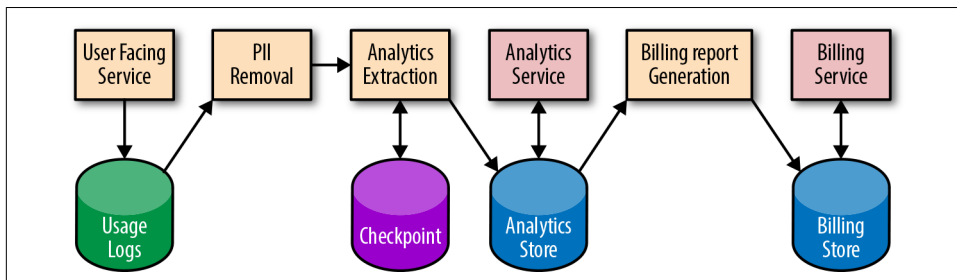 User Facing
Service
PII
Removal
Analytics
Extraction
Analytics
Service
Billing report
Generation
Billing
Service
Usage
Logs
Checkpoint
Analytics
Store
Billing
Store